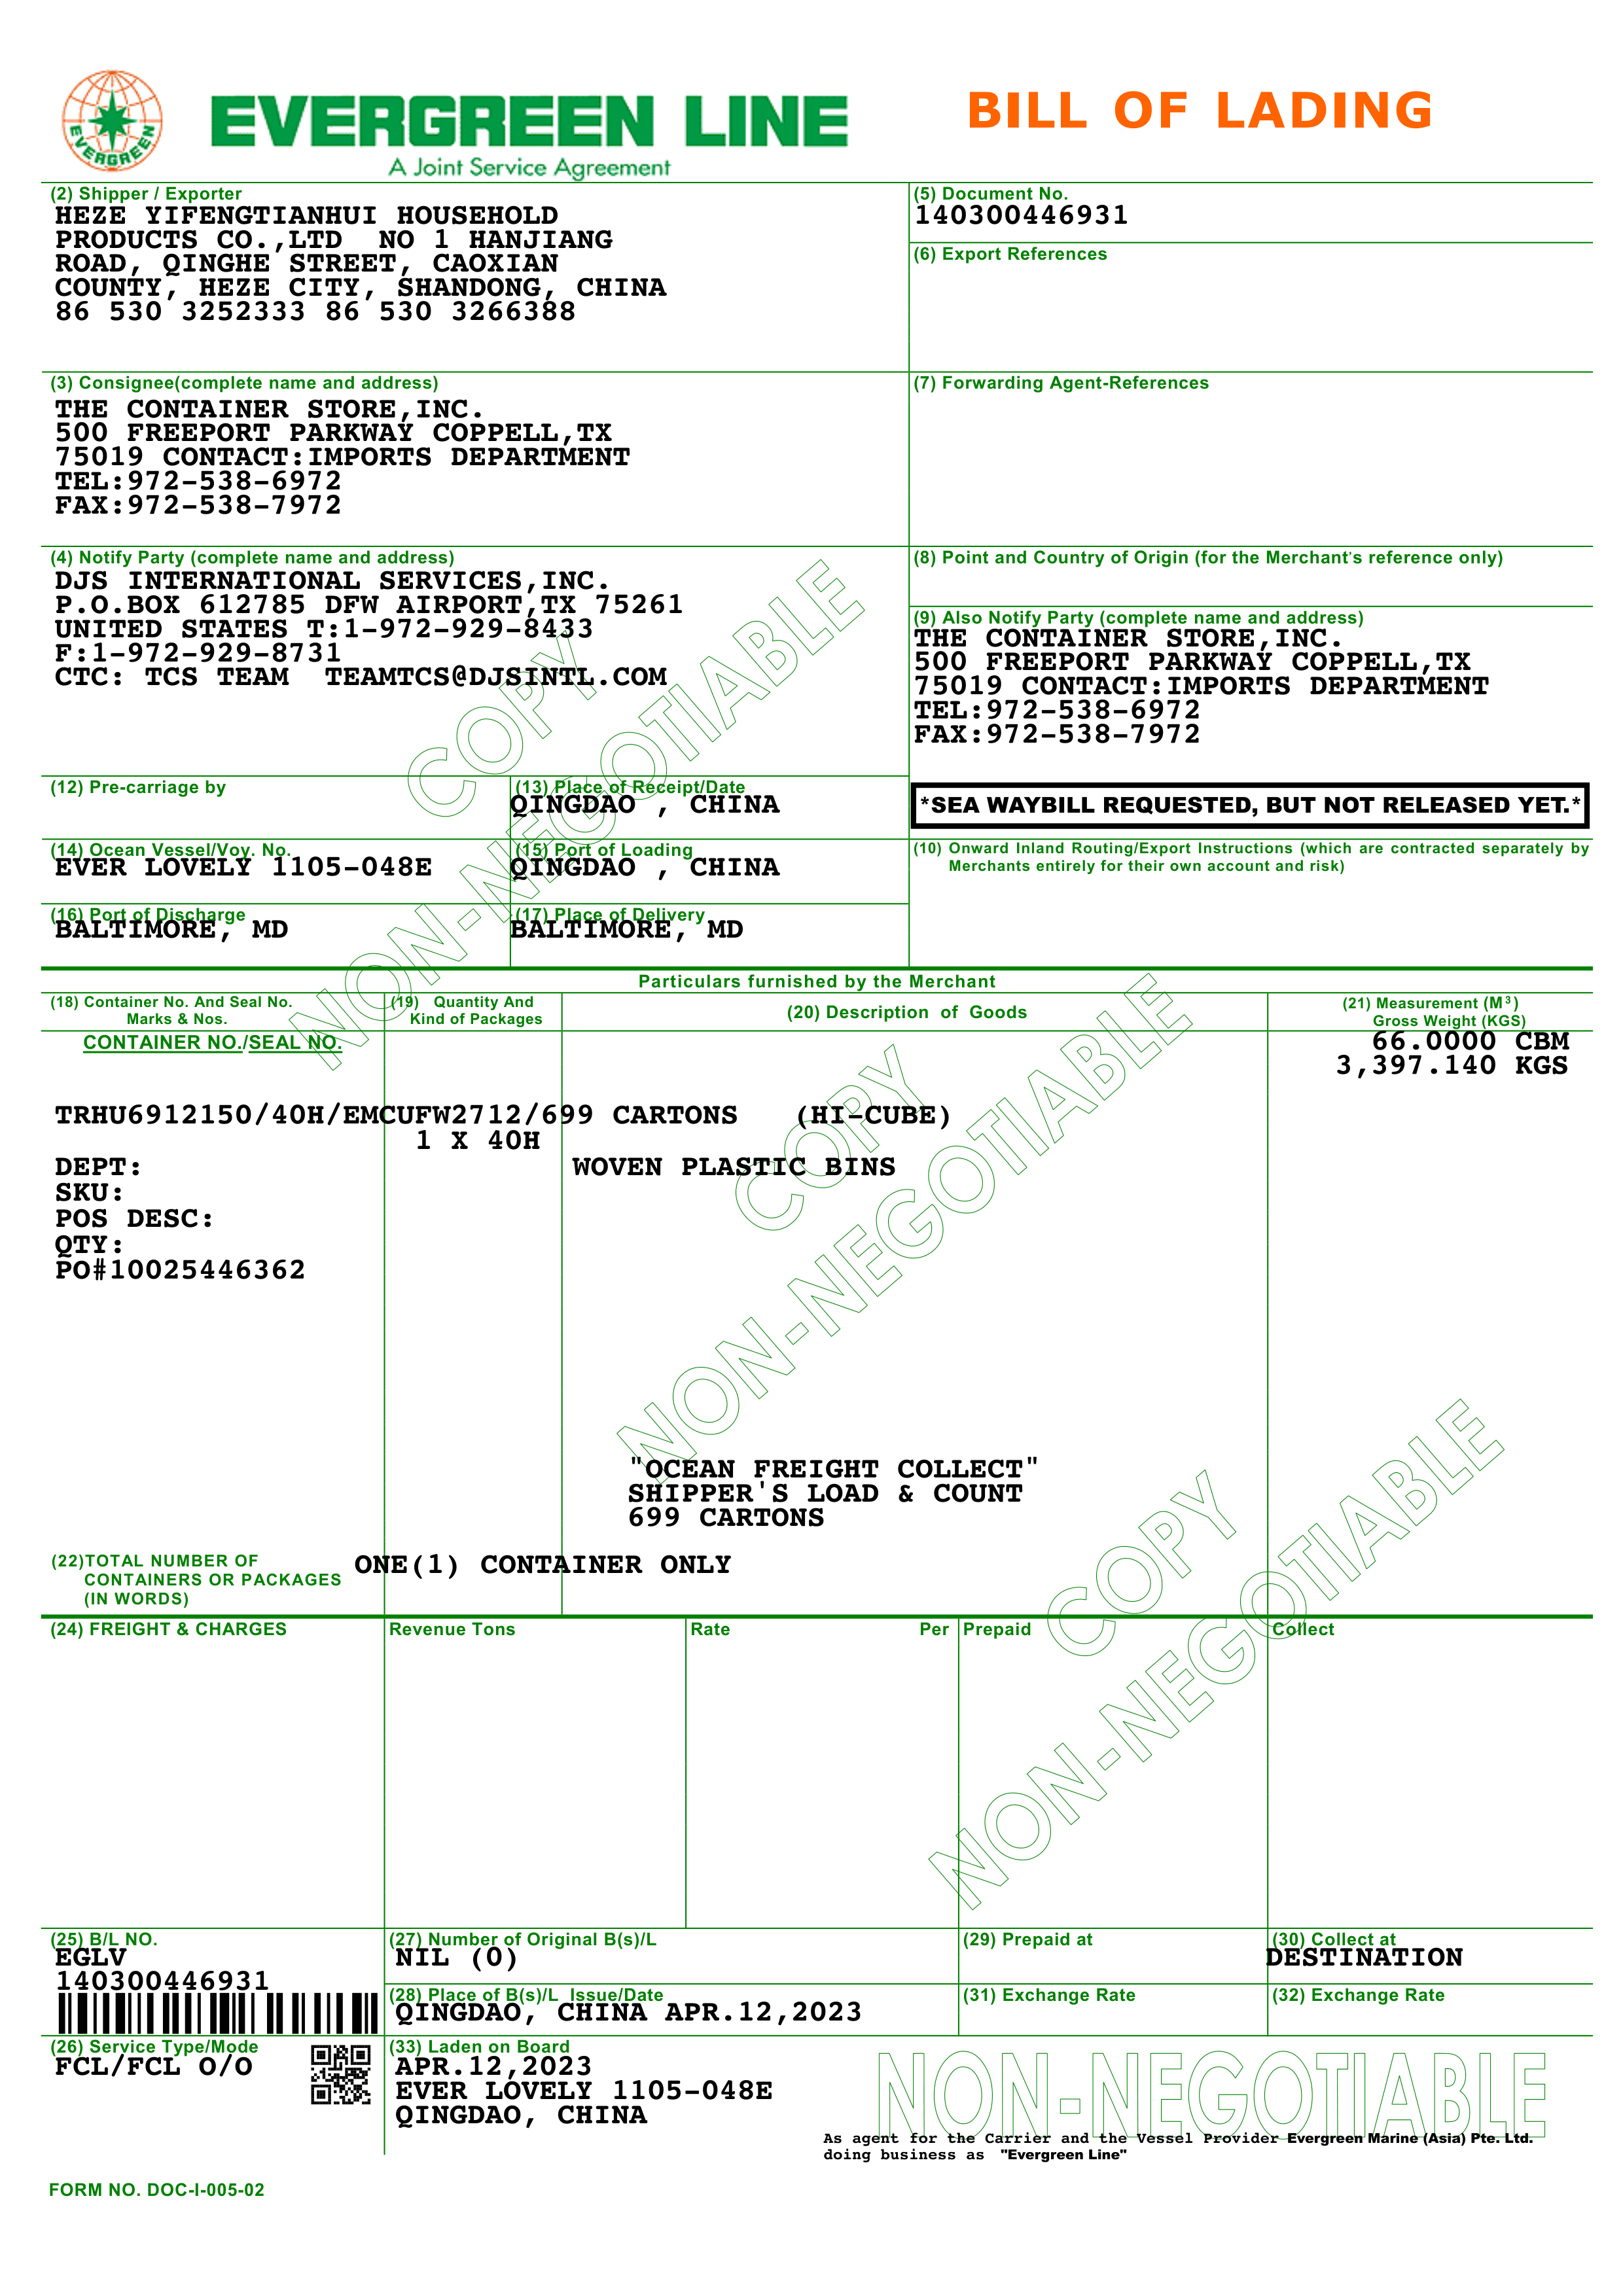 EVERGREEN
EVERGREEN LINE
A Joint Service Agreement
BILL OF LADING
(2) Shipper / Exporter
HEZE YIFENGTIANHUI HOUSEHOLD
PRODUCTS CO.,LTD  NO 1 HANJIANG
ROAD, QINGHE STREET, CAOXIAN
COUNTY, HEZE CITY, SHANDONG, CHINA
86 530 3252333 86 530 3266388
(5) Document No.
140300446931
(6) Export References
(3) Consignee(complete name and address)
THE CONTAINER STORE,INC.
500 FREEPORT PARKWAY COPPELL,TX
75019 CONTACT:IMPORTS DEPARTMENT
TEL:972-538-6972
FAX:972-538-7972
(7) Forwarding Agent-References
(4) Notify Party (complete name and address)
DJS INTERNATIONAL SERVICES,INC.
P.O.BOX 612785 DFW AIRPORT,TX 75261
UNITED STATES T:1-972-929-8433
F:1-972-929-8731
CTC: TCS TEAM  TEAMTCS@DJSINTL.COM
(8) Point and Country of Origin (for the Merchant's reference only)
(9) Also Notify Party (complete name and address)
THE CONTAINER STORE,INC.
500 FREEPORT PARKWAY COPPELL,TX
75019 CONTACT:IMPORTS DEPARTMENT
TEL:972-538-6972
FAX:972-538-7972
COPY
NON-NEGOTIABLE
(12) Pre-carriage by
(13) Place of Receipt/Date
QINGDAO , CHINA
*SEA WAYBILL REQUESTED, BUT NOT RELEASED YET.*
(14) Ocean Vessel/Voy. No.
EVER LOVELY 1105-048E
(15) Port of Loading
QINGDAO , CHINA
(10) Onward Inland Routing/Export Instructions (which are contracted separately by
Merchants entirely for their own account and risk)
(16) Port of Discharge
BALTIMORE, MD
(17) Place of Delivery
BALTIMORE, MD
Particulars furnished by the Merchant
(18) Container No. And Seal No.
Marks & Nos.
(19) Quantity And
Kind of Packages
(20) Description of Goods
(21) Measurement (M³)
Gross Weight (KGS)
CONTAINER NO./SEAL NO.
66.0000 CBM
3,397.140 KGS
TRHU6912150/40H/EMCUFW2712/699 CARTONS   (HI-CUBE)
1 X 40H
DEPT:
WOVEN PLASTIC BINS
SKU:
POS DESC:
QTY:
PO#10025446362
COPY
NON-NEGOTIABLE
"OCEAN FREIGHT COLLECT"
SHIPPER'S LOAD & COUNT
699 CARTONS
(22)TOTAL NUMBER OF
CONTAINERS OR PACKAGES
(IN WORDS)
ONE(1) CONTAINER ONLY
COPY
NON-NEGOTIABLE
(24) FREIGHT & CHARGES
Revenue Tons
Rate
Per
Prepaid
Collect
(25) B/L NO.
EGLV
140300446931
(27) Number of Original B(s)/L
NIL (0)
(29) Prepaid at
(30) Collect at
DESTINATION
(28) Place of B(s)/L Issue/Date
QINGDAO, CHINA APR.12,2023
(31) Exchange Rate
(32) Exchange Rate
(26) Service Type/Mode
FCL/FCL O/O
(33) Laden on Board
APR.12,2023
EVER LOVELY 1105-048E
QINGDAO, CHINA
NON-NEGOTIABLE
As agent for the Carrier and the Vessel Provider Evergreen Marine (Asia) Pte. Ltd.
doing business as "Evergreen Line"
FORM NO. DOC-I-005-02